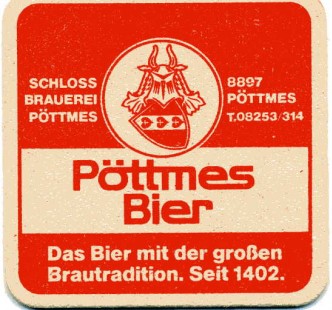 SCHLOSS
BRAUEREI
PÖTTMES
8897
PÖTTMES
T.08253/314
Pöttmes
Bier
Das Bier mit der großen
Brautradition. Seit 1402.